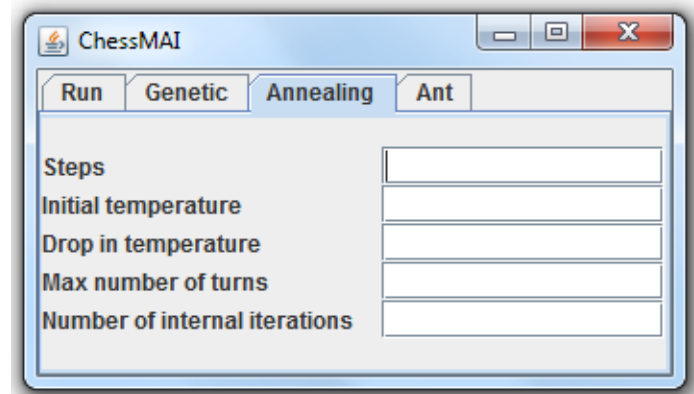 ChessMAI
Run Genetic Annealing Ant
Steps
Initial temperature
Drop in temperature
Max number of turns
Number of internal iterations